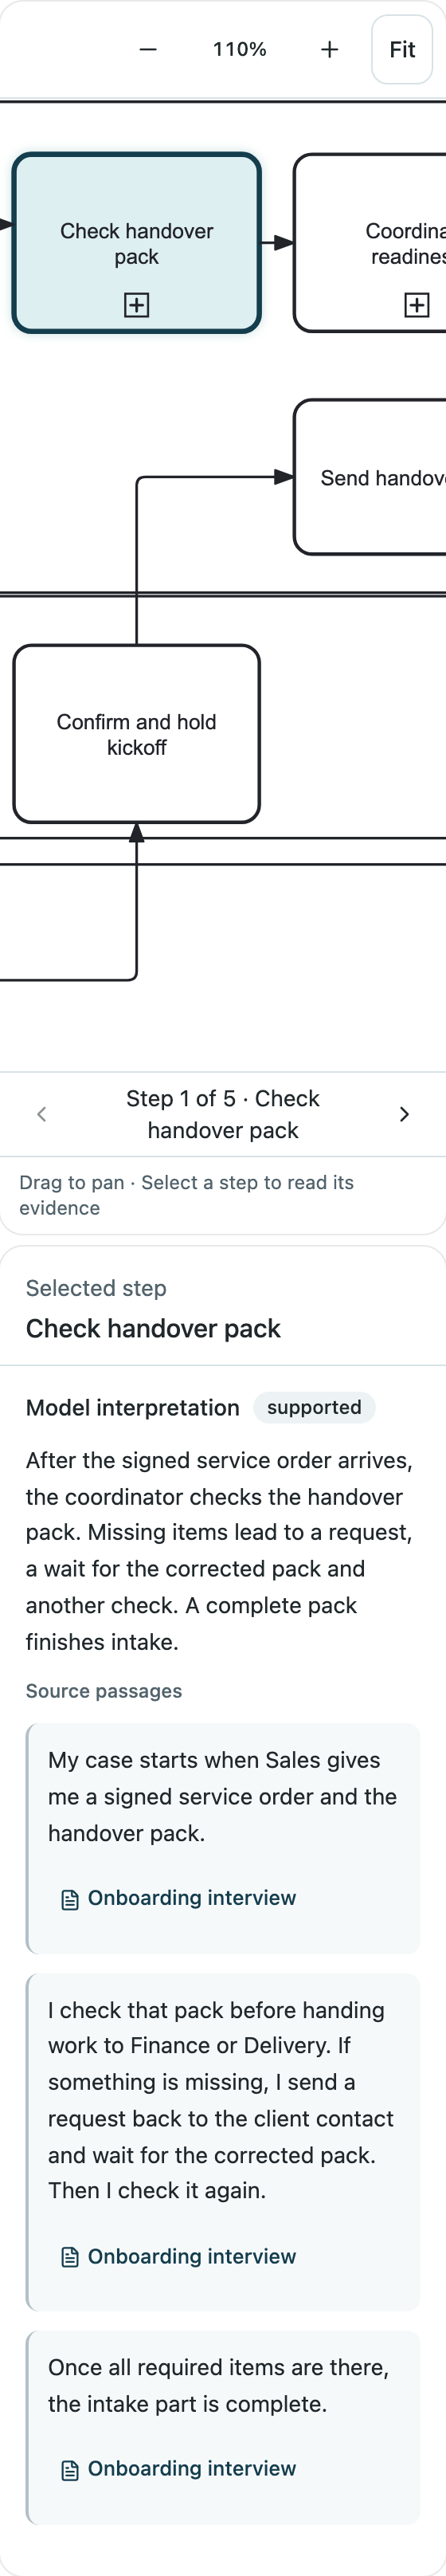 110%
Fit
Check handover
pack
Coordina
readines
Send handov
Confirm and hold
kickoff
Step 1 of 5 · Check
handover pack
Drag to pan · Select a step to read its
evidence
Selected step
Check handover pack
Model interpretation supported
After the signed service order arrives,
the coordinator checks the handover
pack. Missing items lead to a request,
a wait for the corrected pack and
another check. A complete pack
finishes intake.
Source passages
My case starts when Sales gives
me a signed service order and the
handover pack.
Onboarding interview
I check that pack before handing
work to Finance or Delivery. If
something is missing, I send a
request back to the client contact
and wait for the corrected pack.
Then I check it again.
Onboarding interview
Once all required items are there,
the intake part is complete.
Onboarding interview